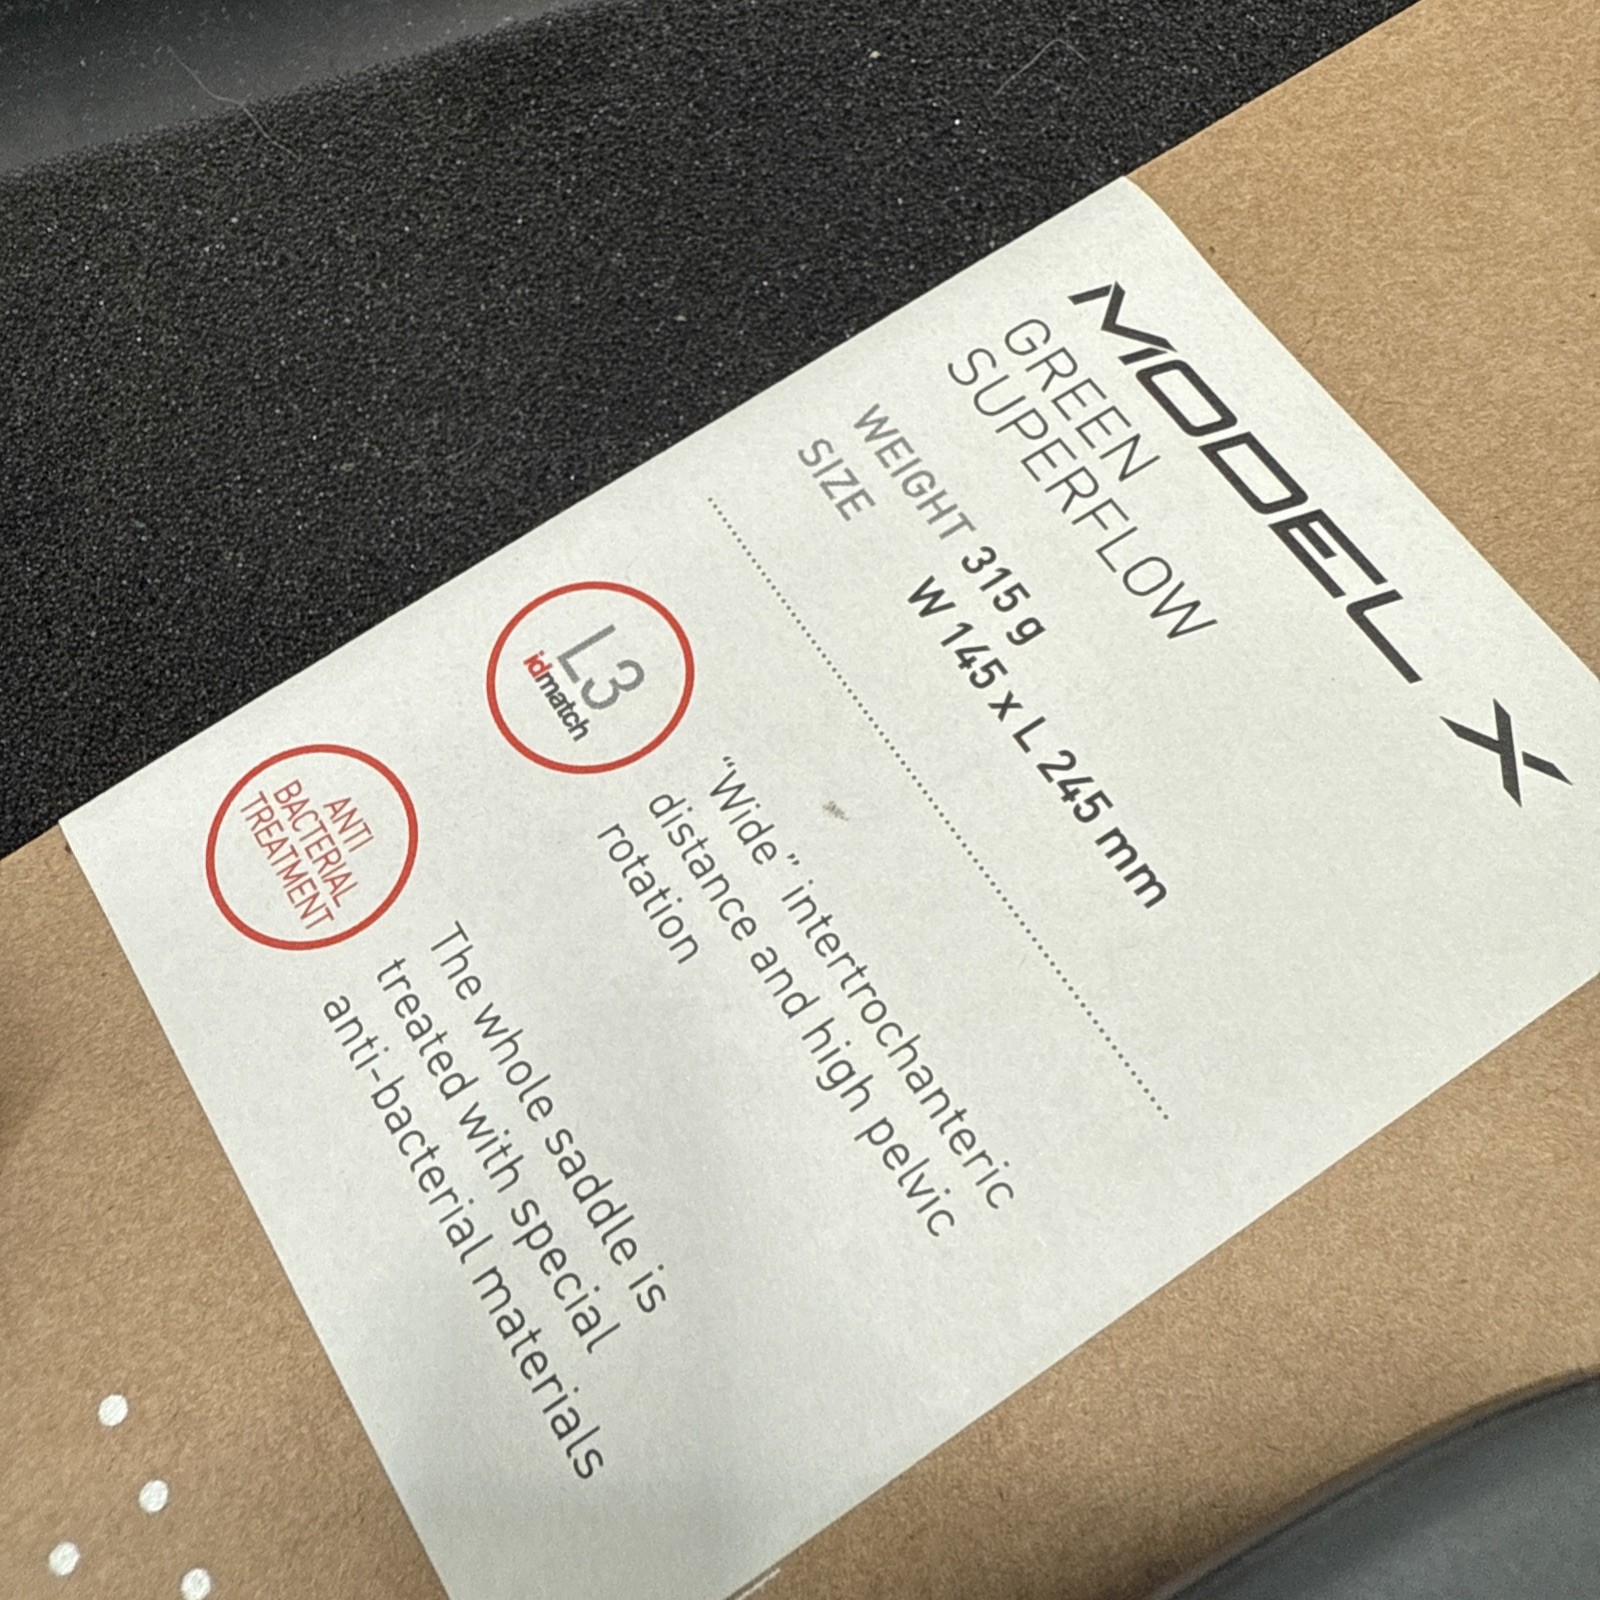 MODEL X
GREEN
SUPERFLOW
WEIGHT 315 g
SIZE W 145 x L 245 mm
L3
idmatch
"Wide" intertrochanteric
distance and high pelvic
rotation
ANTI
BACTERIAL
TREATMENT
The whole saddle is
treated with special
anti-bacterial materials